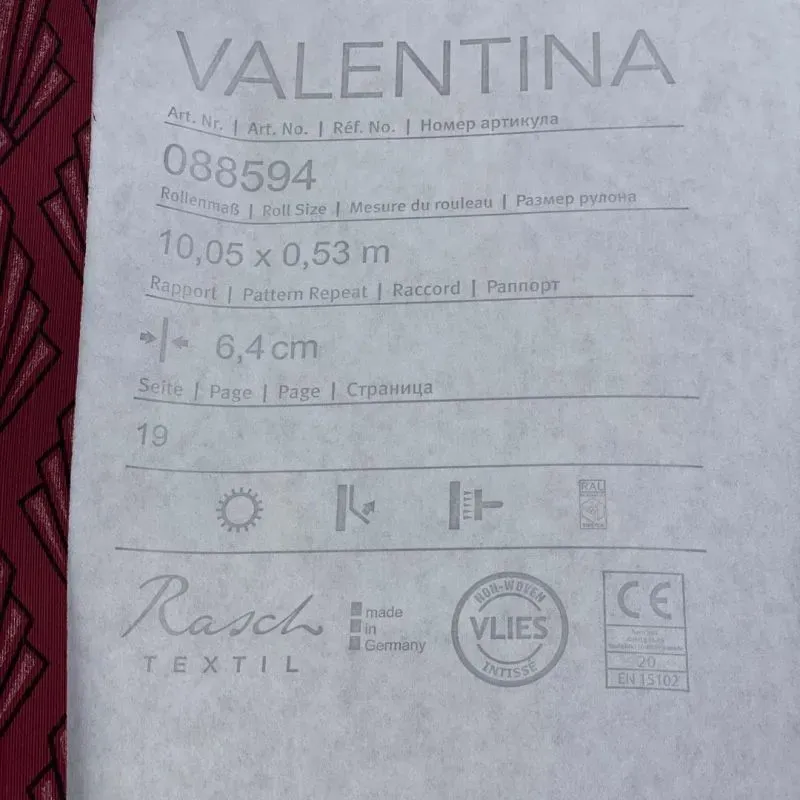 VALENTINA
Art. Nr. | Art. No. | Réf. No. | Номер артикула
088594
Rollenmaß | Roll Size | Mesure du rouleau | Размер рулона
10,05 x 0,53 m
Rapport | Pattern Repeat | Raccord | Раппорт
6,4 cm
Seite | Page | Page | Страница
19
RAL
Rasch
TEXTIL
made
in
Germany
NON-WOVEN
VLIES
INTISSÉ
CE
20
EN 15102